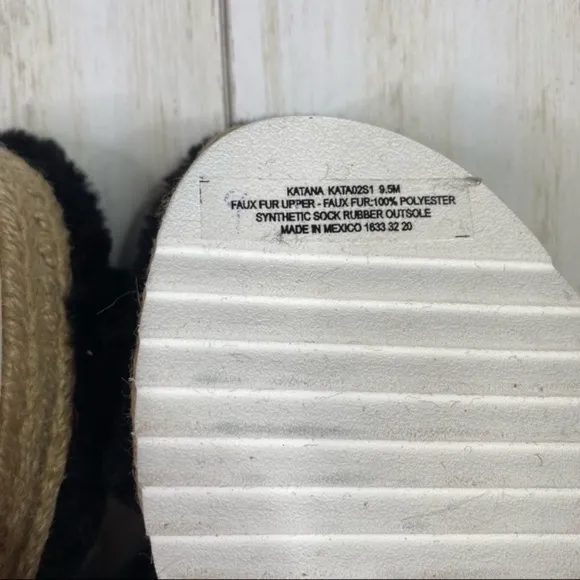 KATANA KATA02S1 9.5M
FAUX FUR UPPER - FAUX FUR:100% POLYESTER
SYNTHETIC SOCK RUBBER OUTSOLE
MADE IN MEXICO 1633 32 20